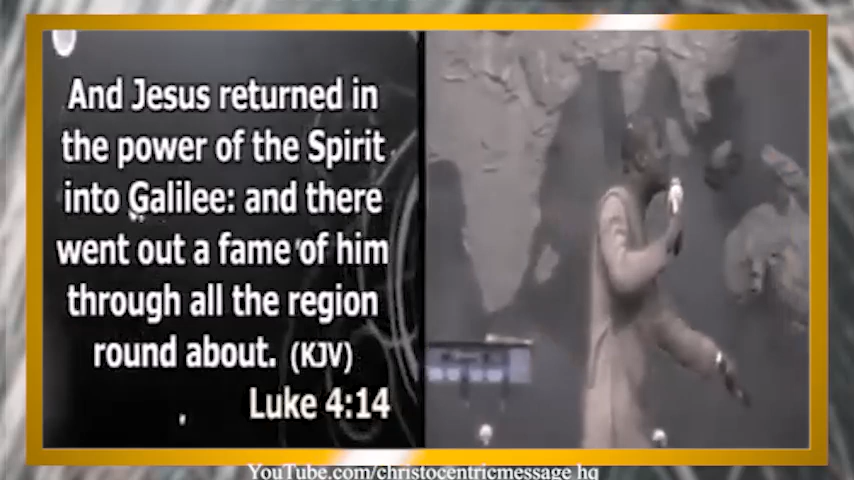 And Jesus returned in
the power of the Spirit
into Galilee: and there
went out a fame of him
through all the region
round about. (KJV)
Luke 4:14
YouTube.com/christocentricmessage hq